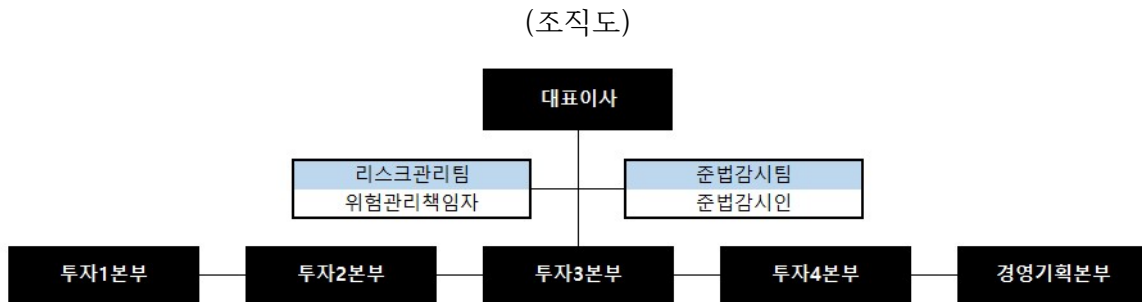 (조직도)
대표이사
리스크관리팀
위험관리책임자
준법감시팀
준법감시인
투자1본부
투자2본부
투자3본부
투자4본부
경영기획본부